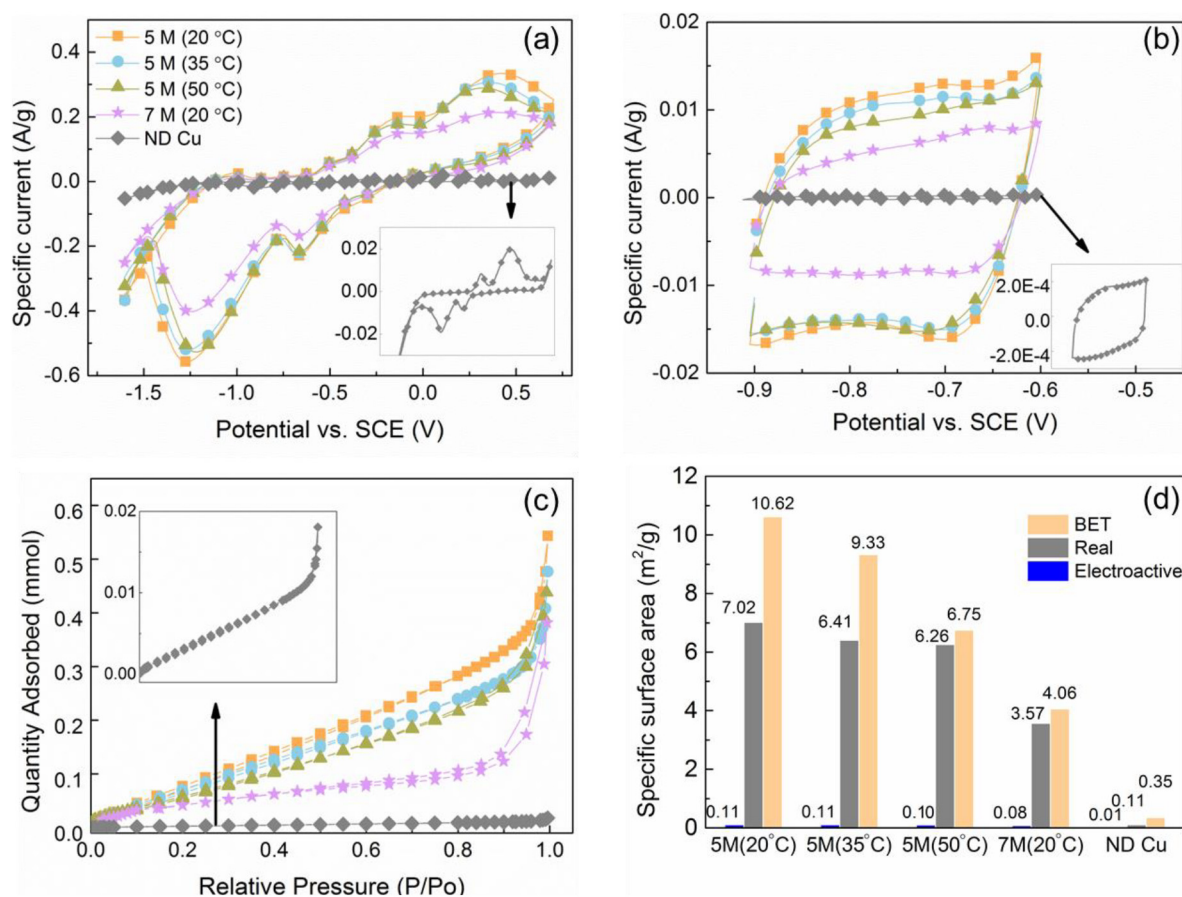 (a)
5 M (20 °C)
5 M (35 °C)
5 M (50 °C)
7 M (20 °C)
ND Cu
Specific current (A/g)
0.4
0.2
0.0
-0.2
-0.4
-0.6
0.02
0.00
-0.02
-1.5 -1.0 -0.5 0.0 0.5
Potential vs. SCE (V)
(b)
Specific current (A/g)
0.02
0.01
0.00
-0.01
-0.02
2.0E-4
0.0
-2.0E-4
-0.9 -0.8 -0.7 -0.6 -0.5
Potential vs. SCE (V)
(c)
Quantity Adsorbed (mmol)
0.6
0.5
0.4
0.3
0.2
0.1
0.0
0.02
0.01
0.00
0.0 0.2 0.4 0.6 0.8 1.0
Relative Pressure (P/Po)
(d)
Specific surface area (m²/g)
12
10
8
6
4
2
0
BET
Real
Electroactive
0.11 7.02 10.62
0.11 6.41 9.33
0.10 6.26 6.75
0.08 3.57 4.06
0.01 0.11 0.35
5M(20°C) 5M(35°C) 5M(50°C) 7M(20°C) ND Cu